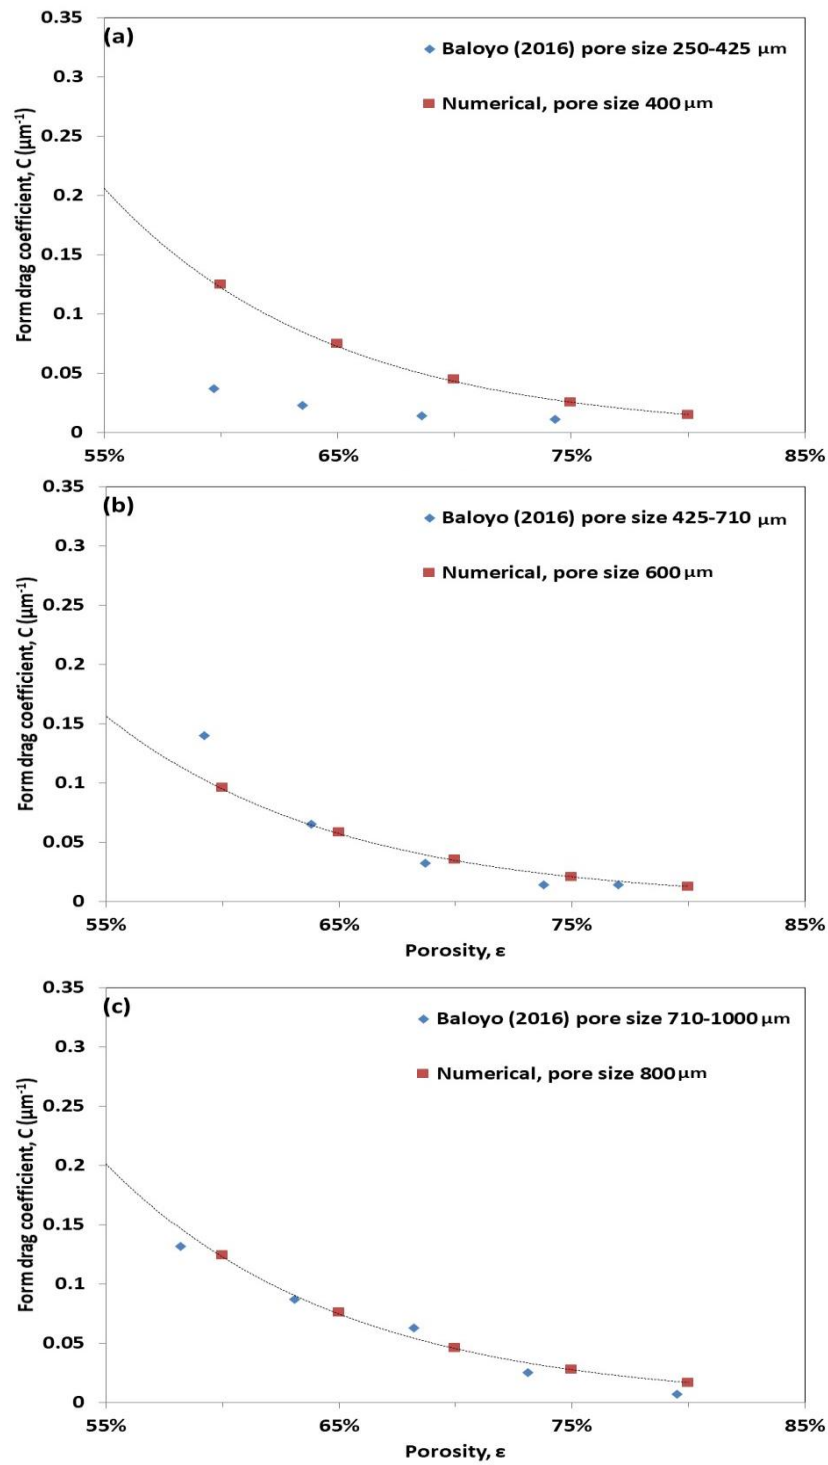 (a)
Baloyo (2016) pore size 250-425 µm
Numerical, pore size 400 µm
Form drag coefficient, C (µm⁻¹)
0.35
0.3
0.25
0.2
0.15
0.1
0.05
0
55% 65% 75% 85%
(b)
Baloyo (2016) pore size 425-710 µm
Numerical, pore size 600 µm
Form drag coefficient, C (µm⁻¹)
0.35
0.3
0.25
0.2
0.15
0.1
0.05
0
55% 65% 75% 85%
Porosity, ε
(c)
Baloyo (2016) pore size 710-1000 µm
Numerical, pore size 800 µm
Form drag coefficient, C (µm⁻¹)
0.35
0.3
0.25
0.2
0.15
0.1
0.05
0
55% 65% 75% 85%
Porosity, ε